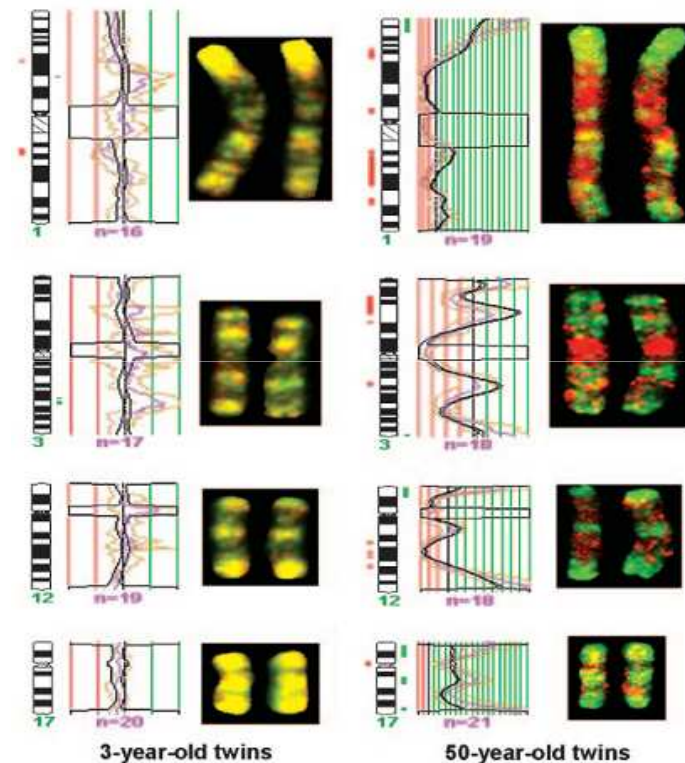 1
n=16
1
n=19
3
n=17
3
n=18
12
n=19
12
n=18
17
n=20
17
n=21
3-year-old twins
50-year-old twins